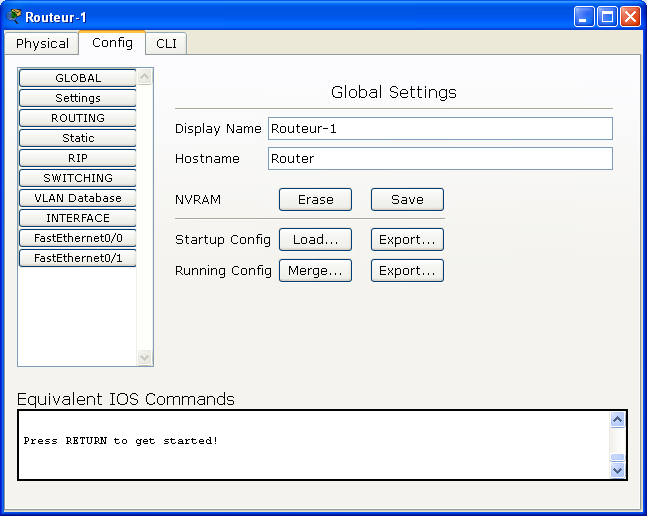 Routeur-1
Physical Config CLI
GLOBAL
Settings
ROUTING
Static
RIP
SWITCHING
VLAN Database
INTERFACE
FastEthernet0/0
FastEthernet0/1
Global Settings
Display Name Routeur-1
Hostname Router
NVRAM Erase Save
Startup Config Load... Export...
Running Config Merge... Export...
Equivalent IOS Commands
Press RETURN to get started!